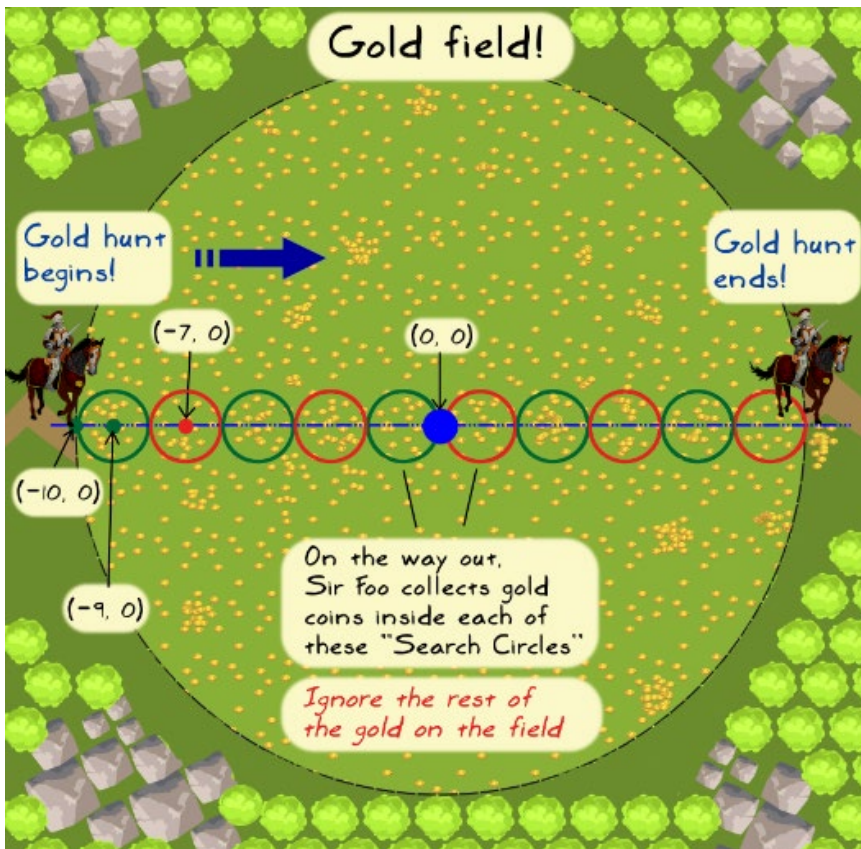 Gold field!
Gold hunt
begins!
Gold hunt
ends!
(-7, 0)
(0, 0)
(-10, 0)
(-9, 0)
On the way out,
Sir Foo collects gold
coins inside each of
these "Search Circles"
Ignore the rest of
the gold on the field